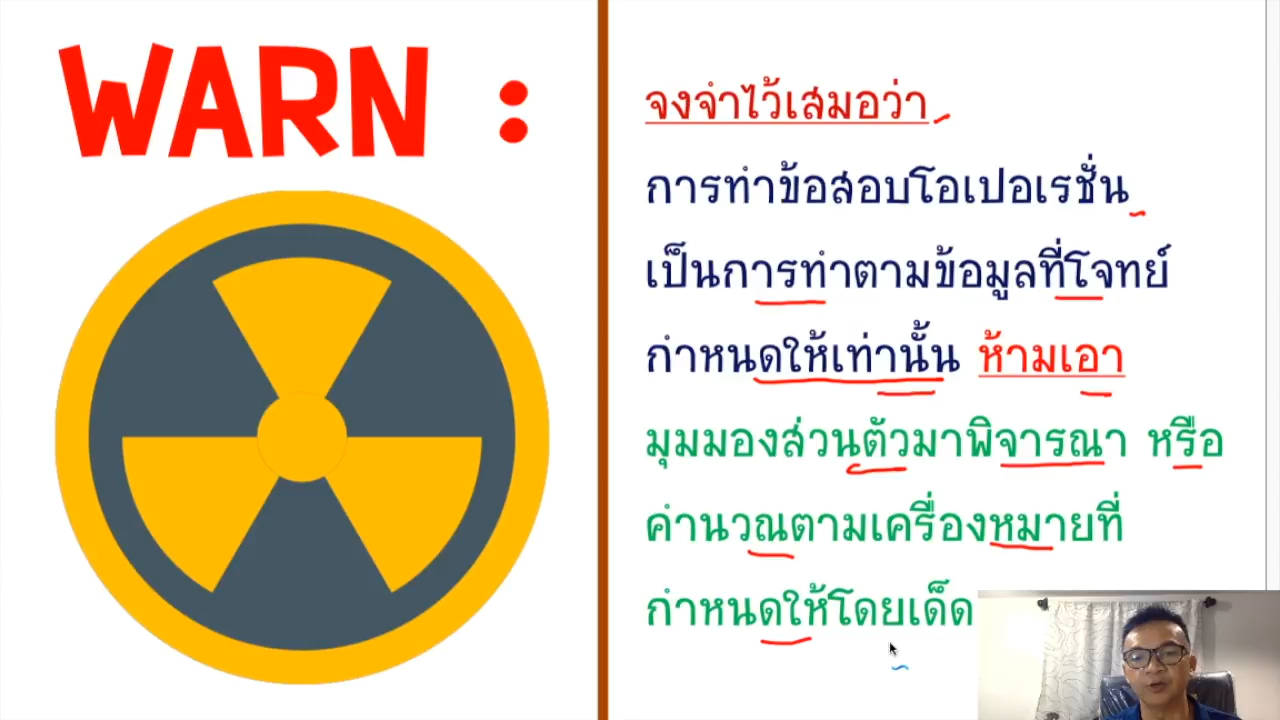 WARN :
จงจำไว้เสมอว่า
การทำข้อสอบโอเปอเรชั่น
เป็นการทำตามข้อมูลที่โจทย์
กำหนดให้เท่านั้น ห้ามเอา
มุมมองส่วนตัวมาพิจารณา หรือ
คำนวณตามเครื่องหมายที่
กำหนดให้โดยเด็ด